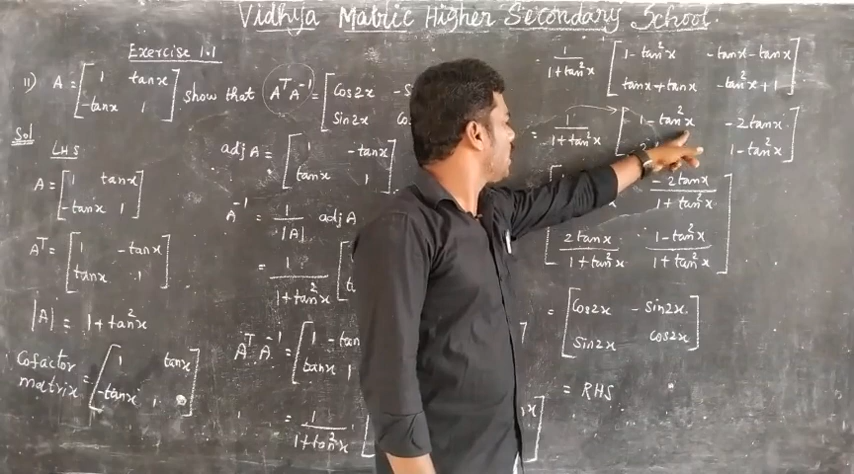 Vidhya Matric Higher Secondary School.
Exercise 1.1
11) A = [ 1 tanx
-tanx 1 ] show that AᵀA⁻¹ = [ Cos2x -S
Sin2x Co
Sol
LHS
A = [ 1 tanx
-tanx 1 ]
Aᵀ = [ 1 -tanx
tanx 1 ]
|A| = 1+tan²x
Cofactor matrix = [ 1 tanx
-tanx 1 ]
adj A = [ 1 -tanx
tanx 1 ]
A⁻¹ = 1/|A| adj A
= 1/1+tan²x [
AᵀA⁻¹ = [ 1 -tan
tanx 1
= 1/1+tan²x [
x ]
1/1+tan²x [ 1-tan²x -tanx-tanx
tanx+tanx -tan²x+1 ]
= 1/1+tan²x [ 1-tan²x -2tanx
1-tan²x ]
[ -2tanx/1+tan²x
2tanx/1+tan²x 1-tan²x/1+tan²x ]
= [ Cos2x -Sin2x
Sin2x cos2x ]
= RHS